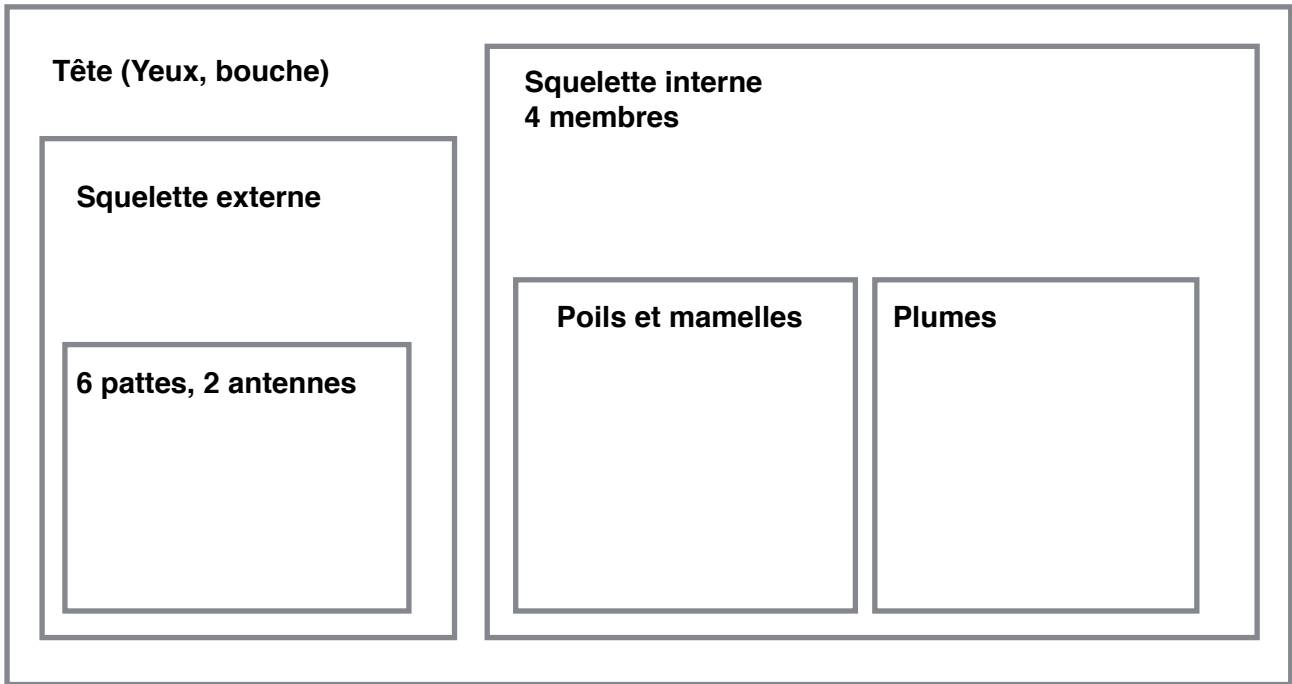 Tête (Yeux, bouche)
Squelette externe
6 pattes, 2 antennes
Squelette interne
4 membres
Poils et mamelles
Plumes